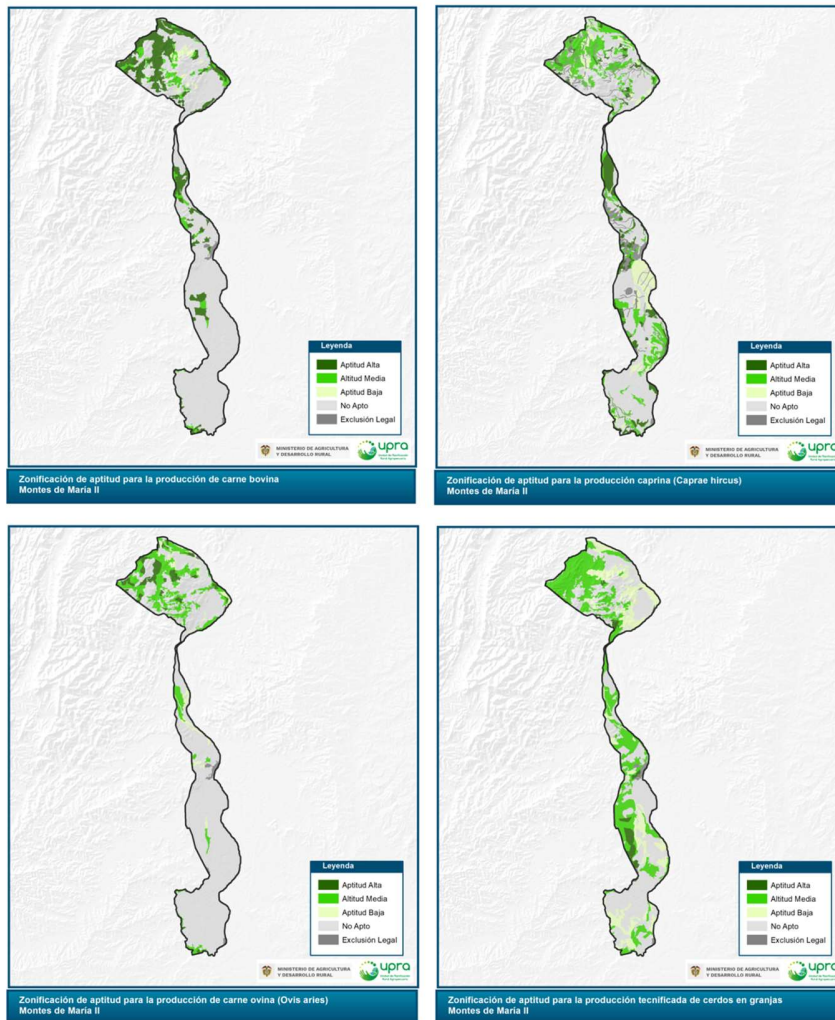 Leyenda
Aptitud Alta
Altitud Media
Aptitud Baja
No Apto
Exclusión Legal
MINISTERIO DE AGRICULTURA
Y DESARROLLO RURAL
upra
Zonificación de aptitud para la producción de carne bovina
Montes de María II
Leyenda
Aptitud Alta
Altitud Media
Aptitud Baja
No Apto
Exclusión Legal
MINISTERIO DE AGRICULTURA
Y DESARROLLO RURAL
upra
Zonificación de aptitud para la producción caprina (Caprae hircus)
Montes de María II
Leyenda
Aptitud Alta
Altitud Media
Aptitud Baja
No Apto
Exclusión Legal
MINISTERIO DE AGRICULTURA
Y DESARROLLO RURAL
upra
Zonificación de aptitud para la producción de carne ovina (Ovis aries)
Montes de María II
Leyenda
Aptitud Alta
Altitud Media
Aptitud Baja
No Apto
Exclusión Legal
MINISTERIO DE AGRICULTURA
Y DESARROLLO RURAL
upra
Zonificación de aptitud para la producción tecnificada de cerdos en granjas
Montes de María II